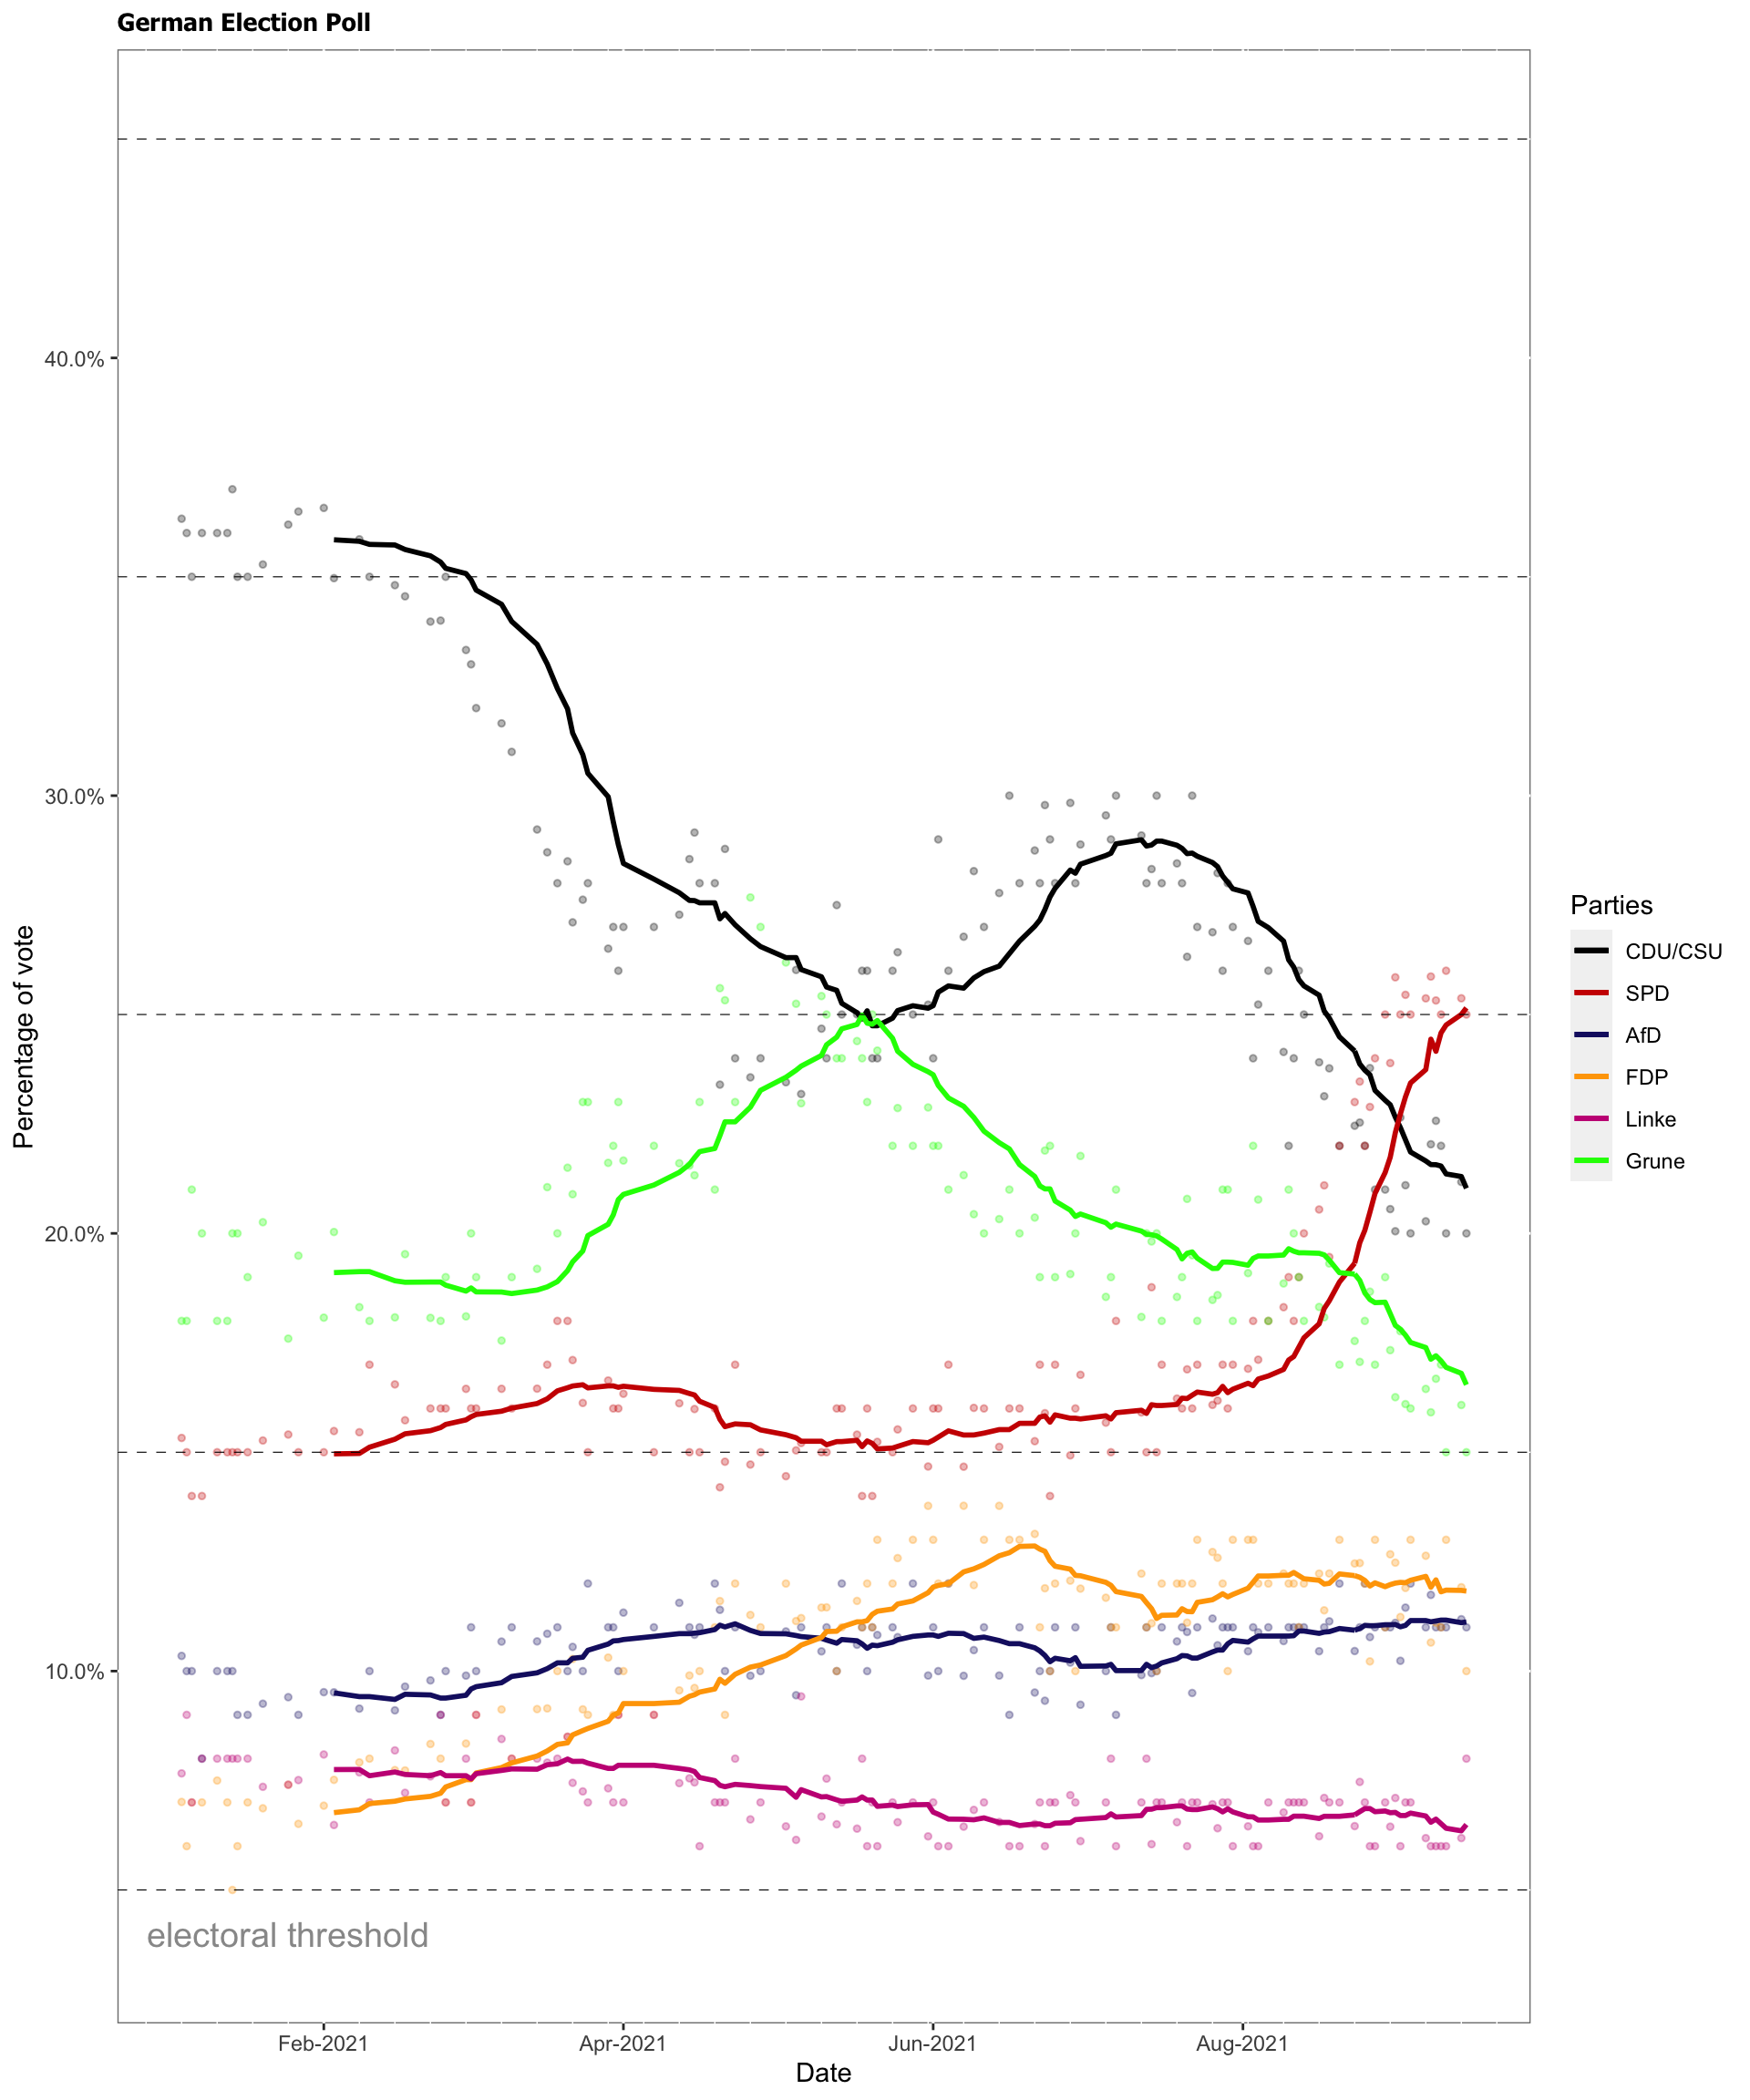 German Election Poll
40.0%
30.0%
20.0%
10.0%
Percentage of vote
electoral threshold
Feb-2021
Apr-2021
Jun-2021
Aug-2021
Date
Parties
CDU/CSU
SPD
AfD
FDP
Linke
Grune